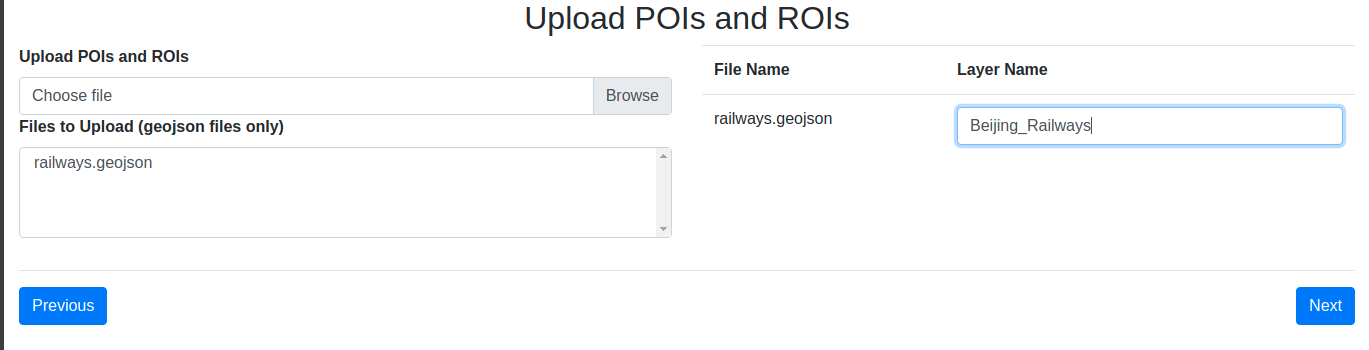 Upload POIs and ROIs
Upload POIs and ROIs
Choose file
Browse
Files to Upload (geojson files only)
railways.geojson
File Name
Layer Name
railways.geojson
Beijing_Railways
Previous
Next